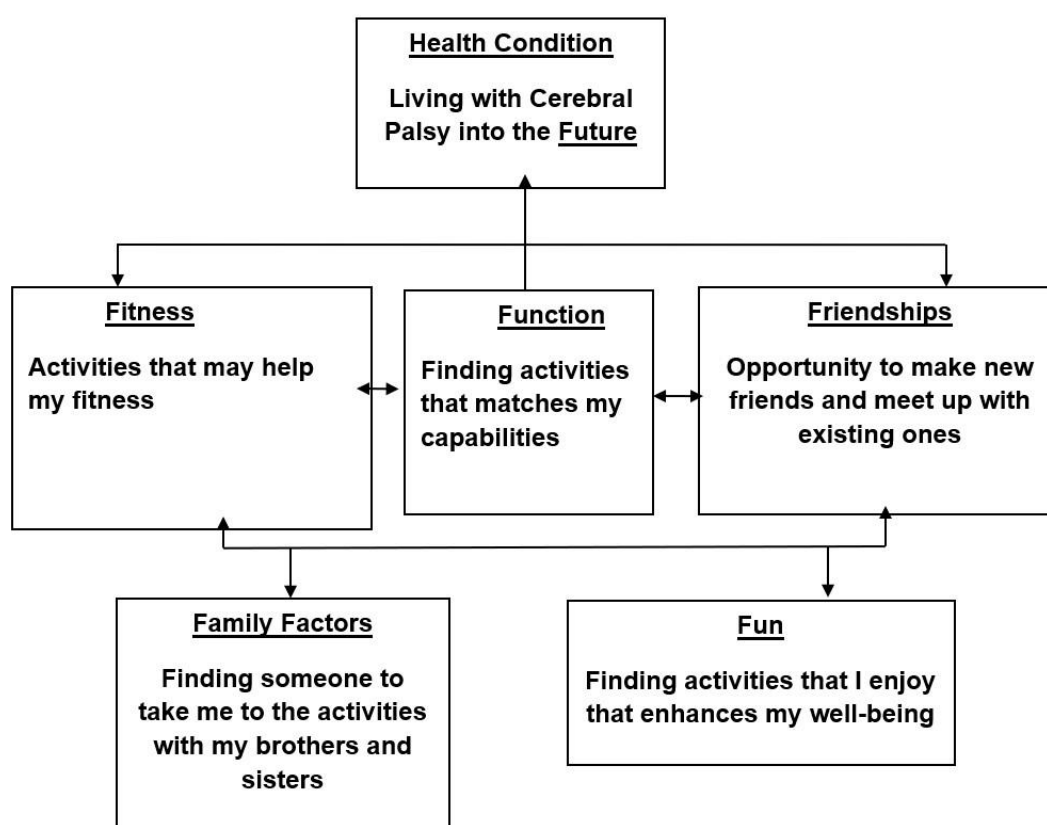 Health Condition
Living with Cerebral
Palsy into the Future
Fitness
Activities that may help
my fitness
Function
Finding activities
that matches my
capabilities
Friendships
Opportunity to make new
friends and meet up with
existing ones
Family Factors
Finding someone to
take me to the activities
with my brothers and
sisters
Fun
Finding activities that I enjoy
that enhances my well-being